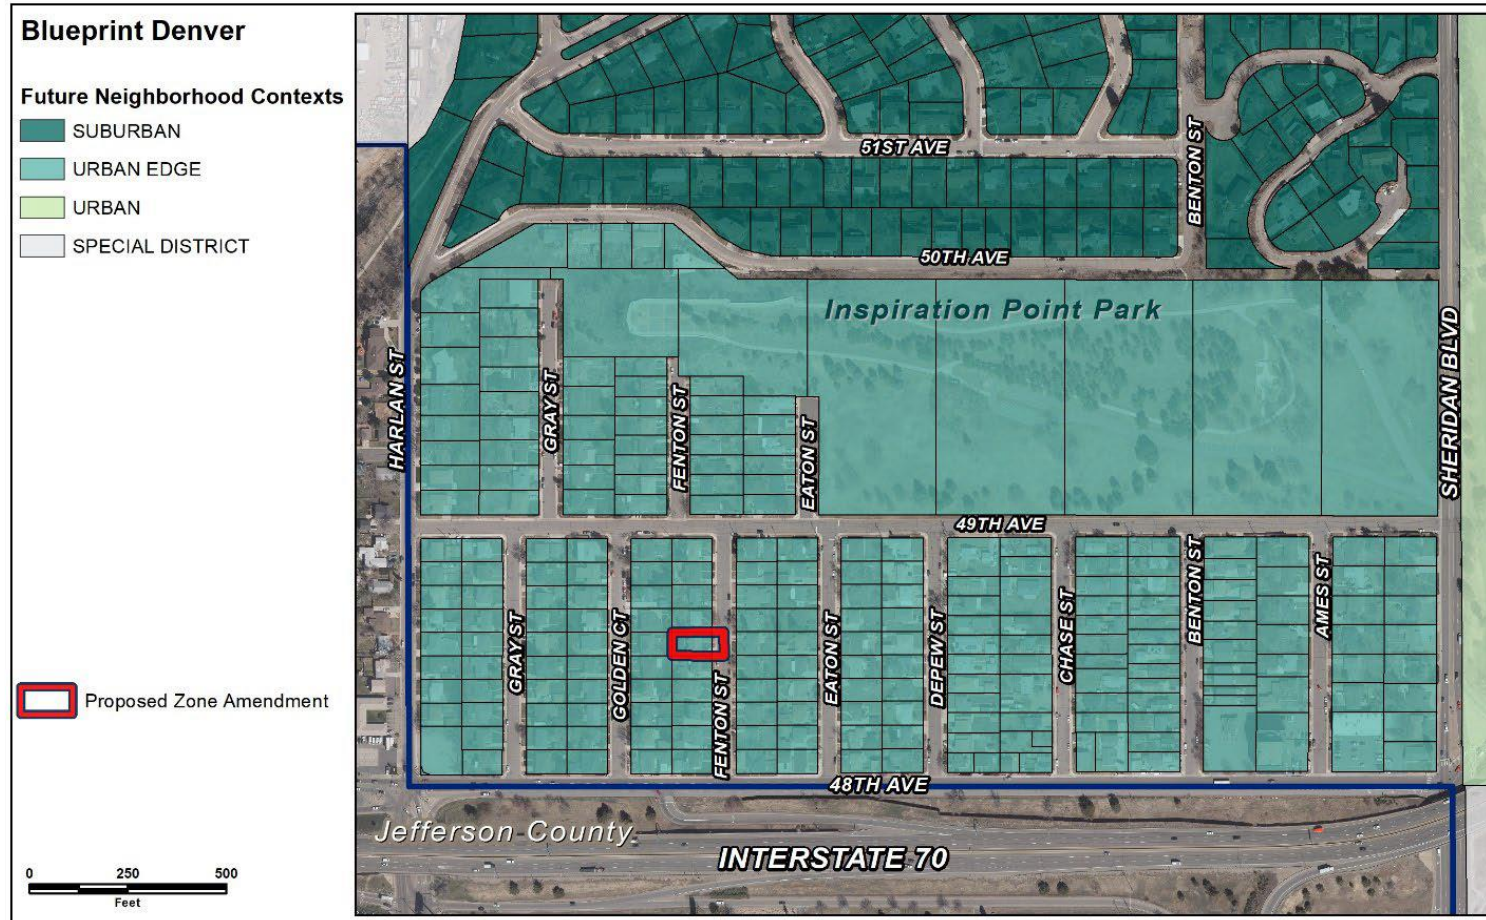 Blueprint Denver
Future Neighborhood Contexts
SUBURBAN
URBAN EDGE
URBAN
SPECIAL DISTRICT
Proposed Zone Amendment
0 250 500
Feet
51ST AVE
BENTON ST
50TH AVE
Inspiration Point Park
HARLAN ST
GRAY ST
FENTON ST
EATON ST
SHERIDAN BLVD
49TH AVE
GRAY ST
GOLDEN CT
FENTON ST
EATON ST
DEPEW ST
CHASE ST
BENTON ST
AMES ST
48TH AVE
Jefferson County
INTERSTATE 70